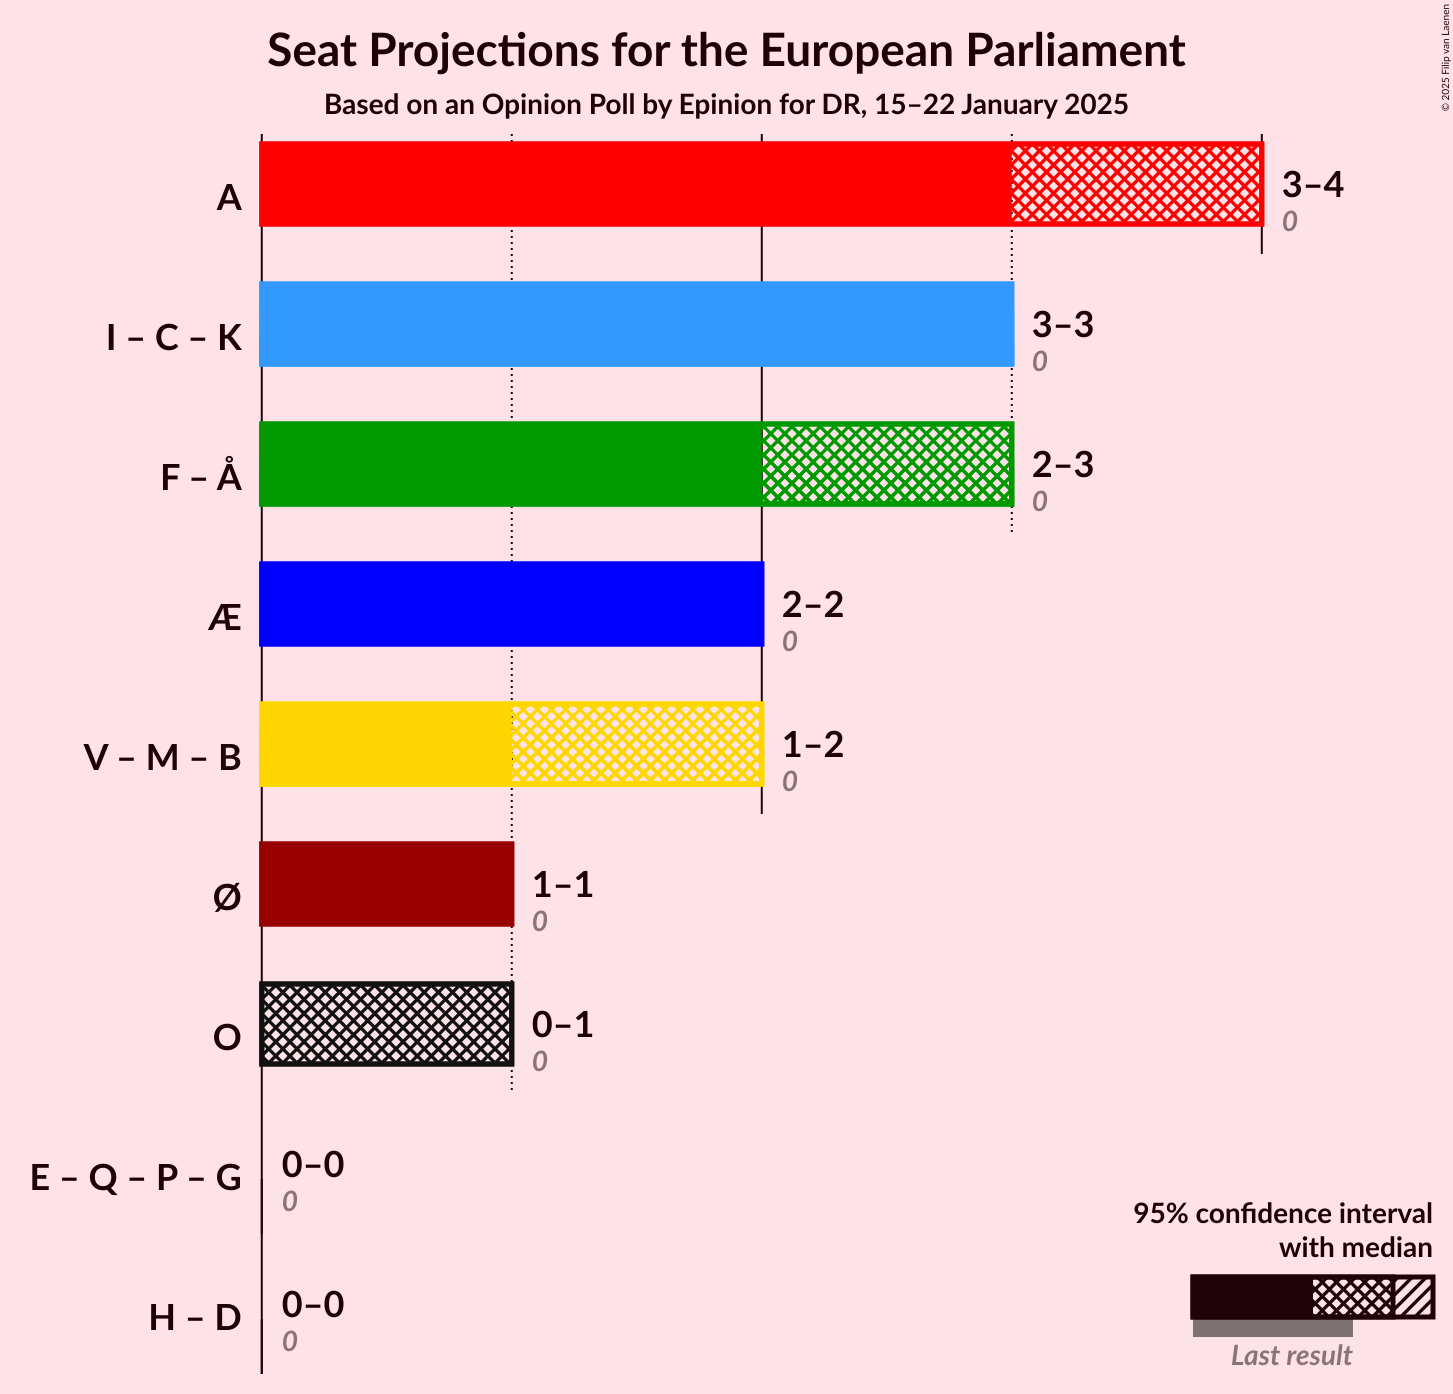 Seat Projections for the European Parliament
Based on an Opinion Poll by Epinion for DR, 15–22 January 2025
© 2025 Filip van Laenen
A
3–4
0
I – C – K
3–3
0
F – Å
2–3
0
Æ
2–2
0
V – M – B
1–2
0
Ø
1–1
0
O
0–1
0
E – Q – P – G
0–0
0
H – D
0–0
0
95% confidence interval
with median
Last result